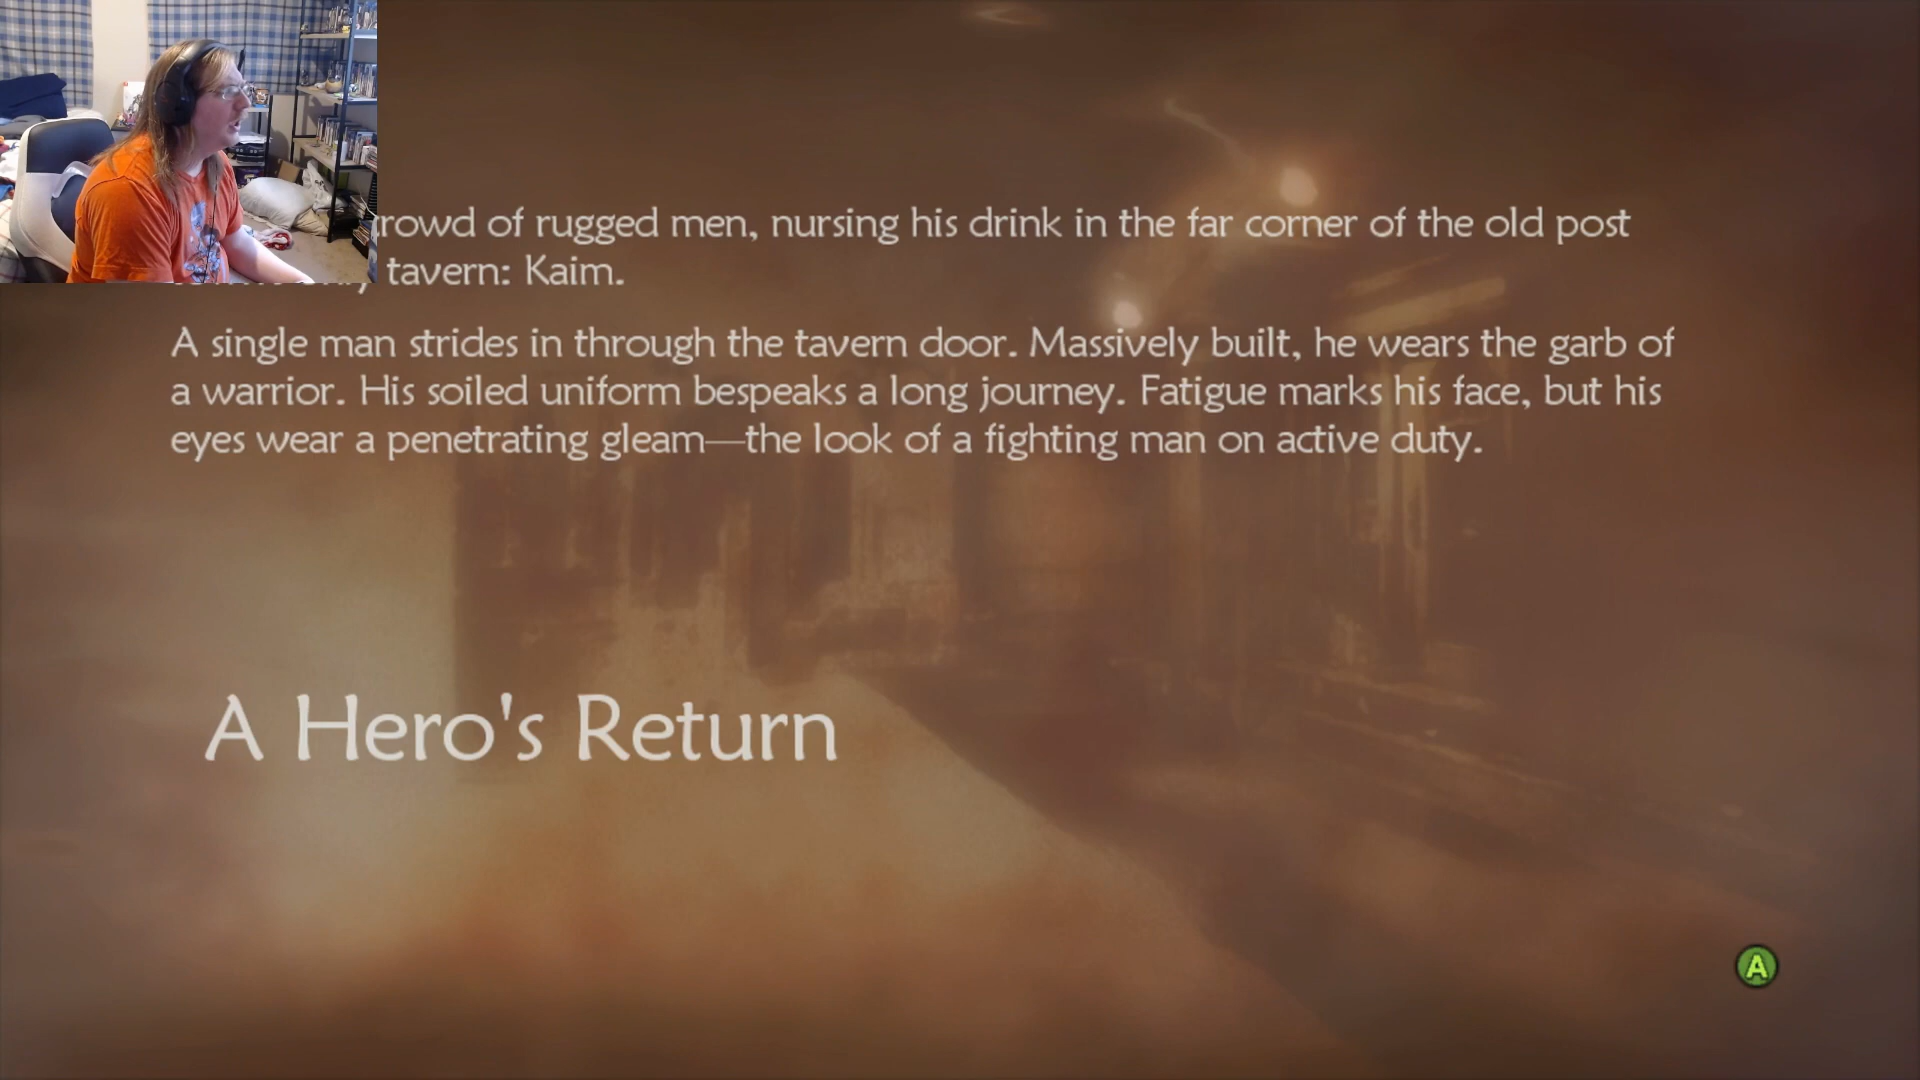 rowd of rugged men, nursing his drink in the far corner of the old post
tavern: Kaim.
A single man strides in through the tavern door. Massively built, he wears the garb of
a warrior. His soiled uniform bespeaks a long journey. Fatigue marks his face, but his
eyes wear a penetrating gleam—the look of a fighting man on active duty.
A Hero's Return
A